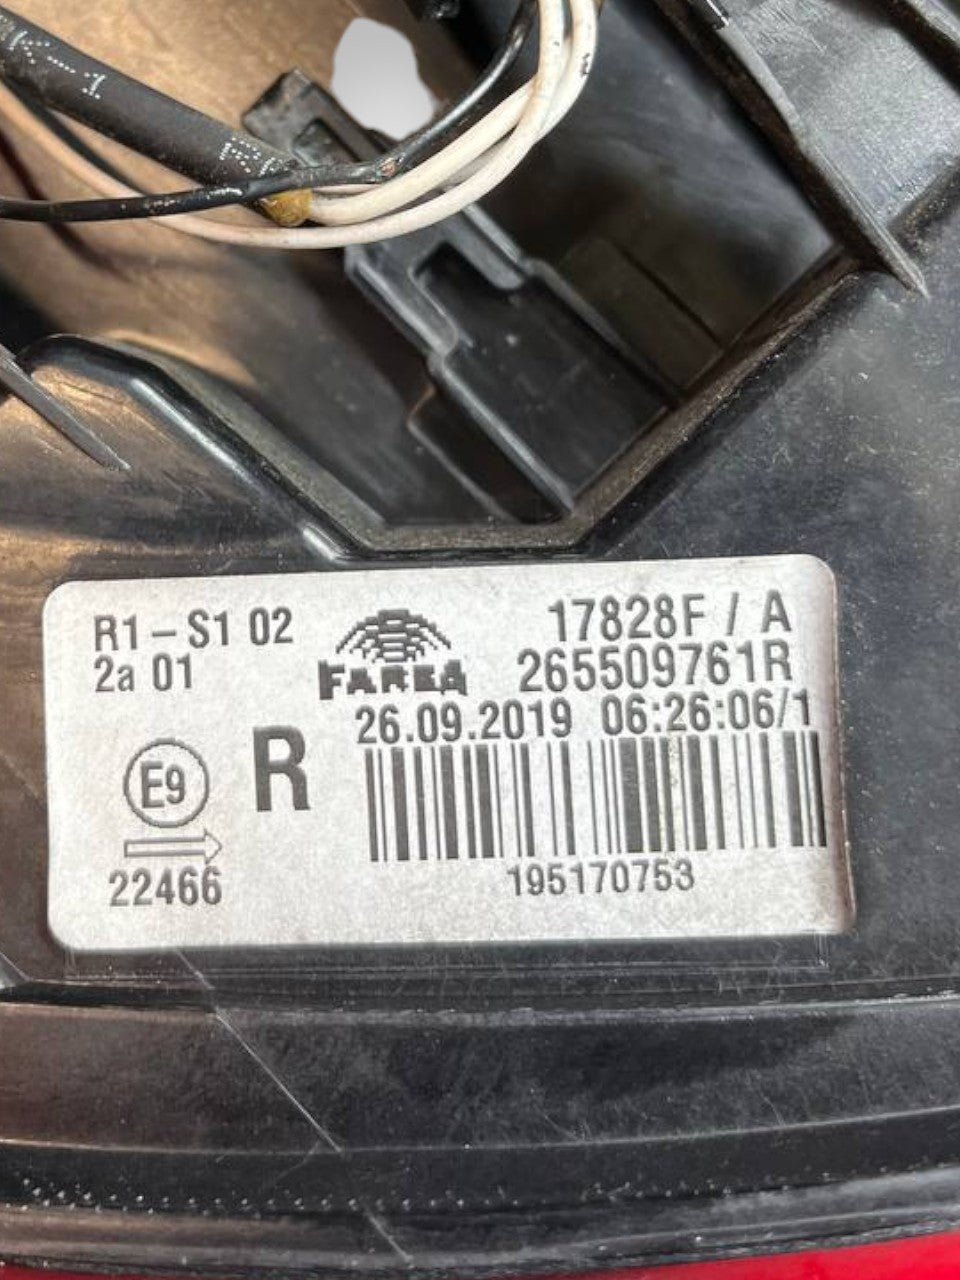 R1 – S1 02
2a 01
FAREA
17828F / A
265509761R
26.09.2019 06:26:06/1
E9
R
22466
195170753